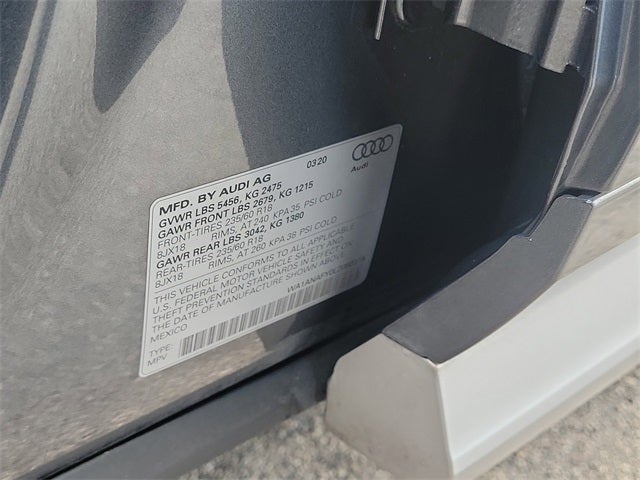 MFD. BY AUDI AG 03/20
Audi
GVWR LBS 5456, KG 2475
GAWR FRONT LBS 2679, KG 1215
FRONT-TIRES 235/60 R18
8JX18 RIMS, AT 240 KPA 35 PSI COLD
GAWR REAR LBS 3042, KG 1380
REAR-TIRES 235/60 R18
8JX18 RIMS, AT 260 KPA 38 PSI COLD
THIS VEHICLE CONFORMS TO ALL APPLICABLE
U.S. FEDERAL MOTOR VEHICLE SAFETY AND
THEFT PREVENTION STANDARDS IN EFFECT ON
THE DATE OF MANUFACTURE SHOWN ABOVE.
MEXICO
TYPE:
MPV